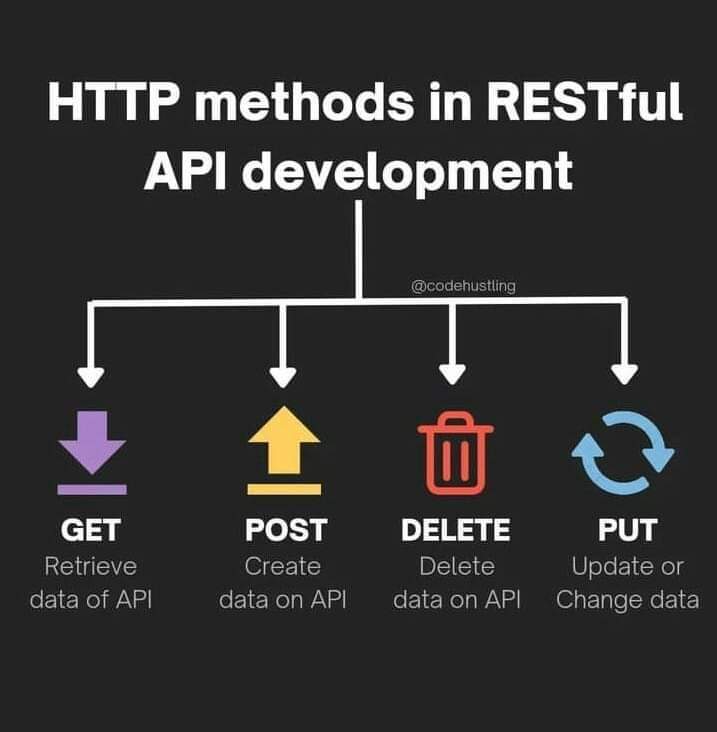 HTTP methods in RESTful
API development
@codehustling
GET
Retrieve
data of API
POST
Create
data on API
DELETE
Delete
data on API
PUT
Update or
Change data